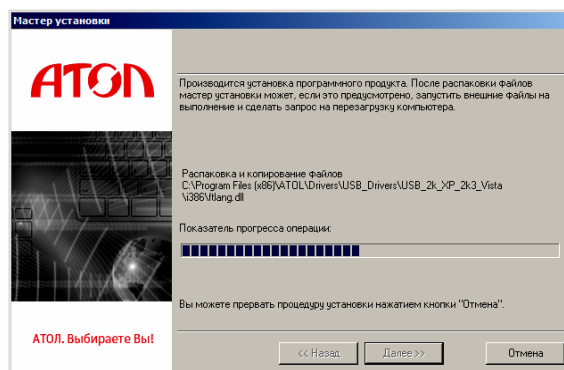 Мастер установки
АТОЛ
Производится установка программного продукта. После распаковки файлов
мастер установки может, если это предусмотрено, запустить внешние файлы на
выполнение и сделать запрос на перезагрузку компьютера.
Распаковка и копирование файлов
C:\Program Files (x86)\ATOL\Drivers\USB_Drivers\USB_2k_XP_2k3_Vista
\i386\ftlang.dll
Показатель прогресса операции:
Вы можете прервать процедуру установки нажатием кнопки "Отмена".
АТОЛ. Выбираете Вы!
<< Назад
Далее >>
Отмена